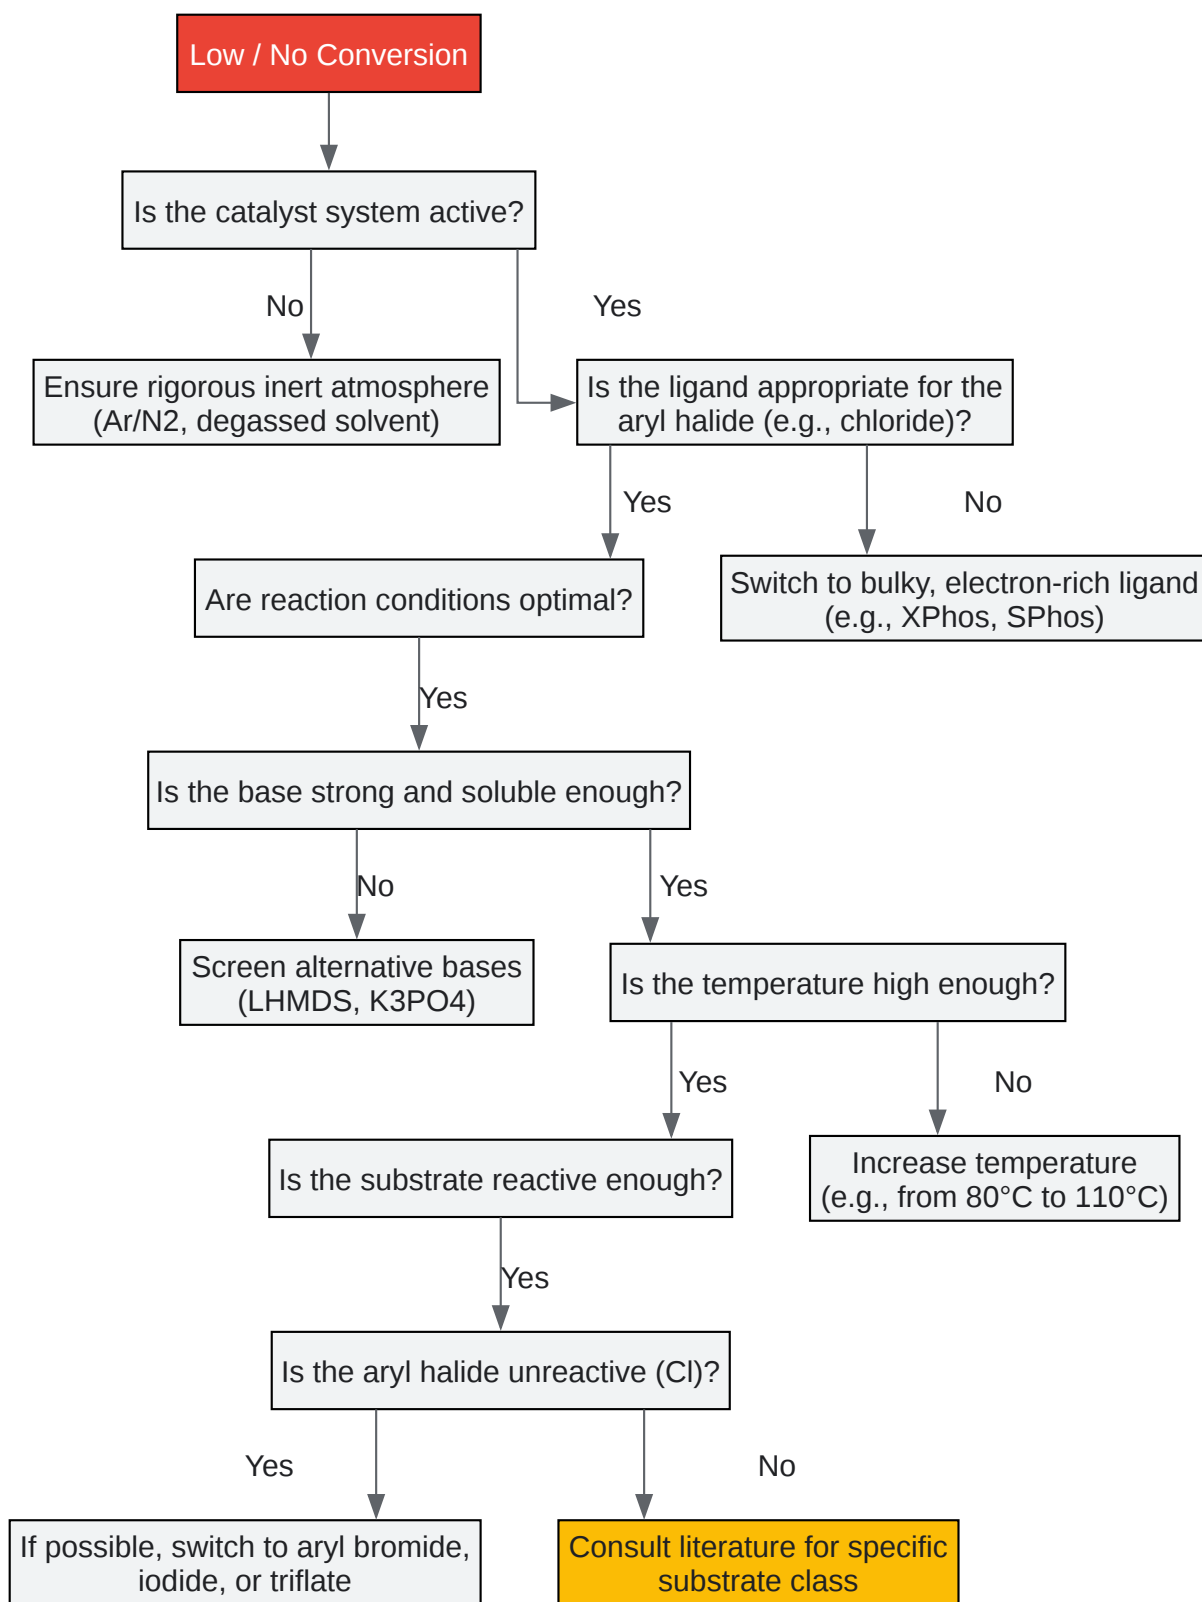 Low / No Conversion
Is the catalyst system active?
No
Yes
Ensure rigorous inert atmosphere
(Ar/N2, degassed solvent)
Is the ligand appropriate for the
aryl halide (e.g., chloride)?
Yes
No
Are reaction conditions optimal?
Switch to bulky, electron-rich ligand
(e.g., XPhos, SPhos)
Yes
Is the base strong and soluble enough?
No
Yes
Screen alternative bases
(LHMDS, K3PO4)
Is the temperature high enough?
Yes
No
Is the substrate reactive enough?
Increase temperature
(e.g., from 80°C to 110°C)
Yes
Is the aryl halide unreactive (Cl)?
Yes
No
If possible, switch to aryl bromide,
iodide, or triflate
Consult literature for specific
substrate class